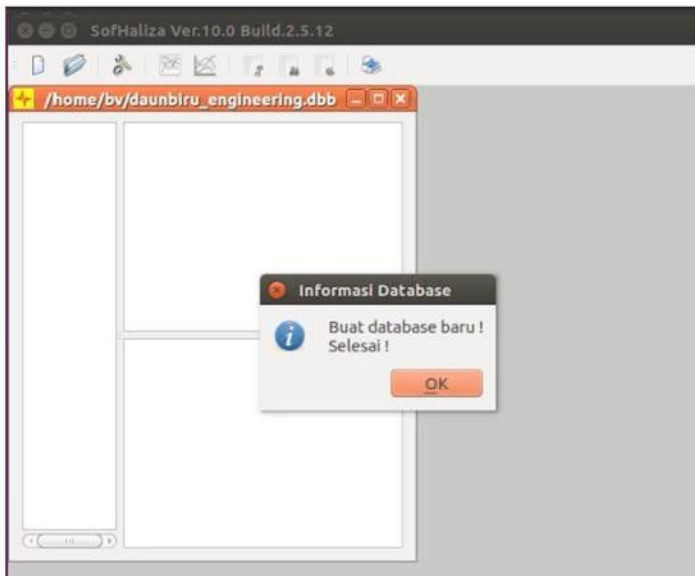 SofHaliza Ver.10.0 Build.2.5.12
/home/bv/daunbiru_engineering.dbb
Informasi Database
Buat database baru !
Selesai !
OK